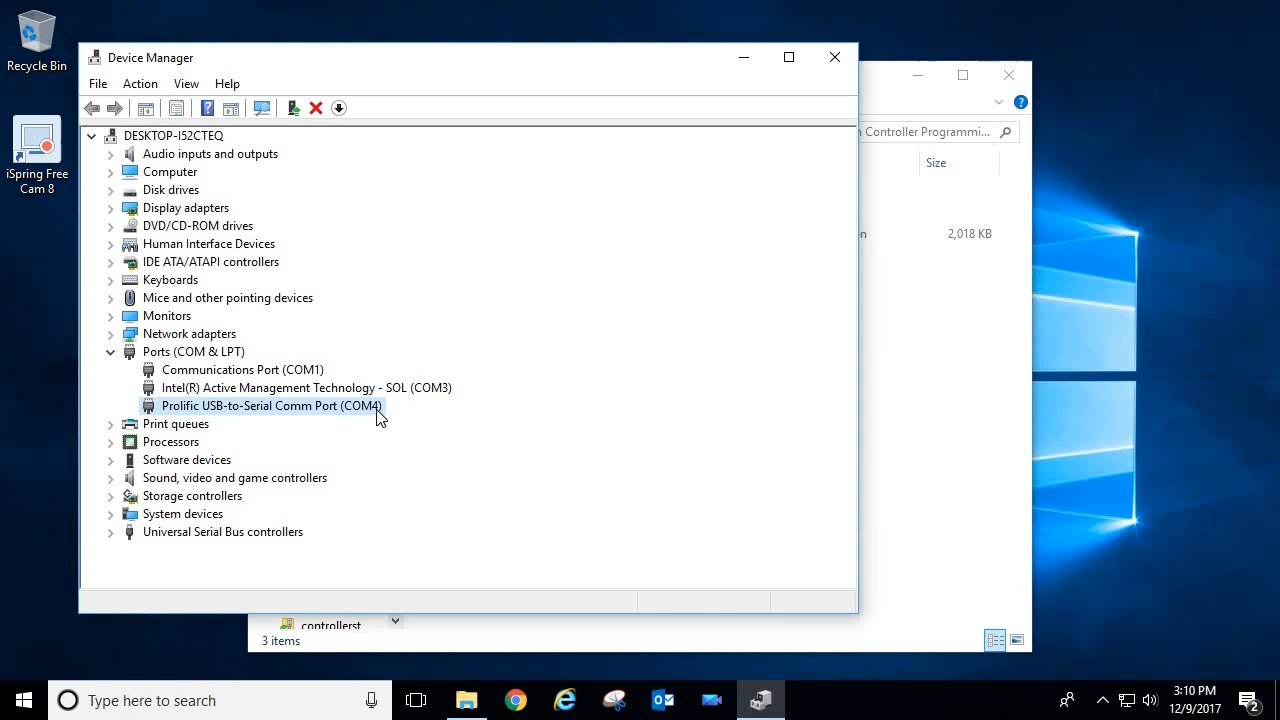 Recycle Bin
iSpring Free
Cam 8
Device Manager
File Action View Help
DESKTOP-I52CTEQ
Audio inputs and outputs
Computer
Disk drives
Display adapters
DVD/CD-ROM drives
Human Interface Devices
IDE ATA/ATAPI controllers
Keyboards
Mice and other pointing devices
Monitors
Network adapters
Ports (COM & LPT)
Communications Port (COM1)
Intel(R) Active Management Technology - SOL (COM3)
Prolific USB-to-Serial Comm Port (COM4)
Print queues
Processors
Software devices
Sound, video and game controllers
Storage controllers
System devices
Universal Serial Bus controllers
n Controller Programmi...
Size
on 2,018 KB
controllerst
3 items
Type here to search
3:10 PM
12/9/2017
2